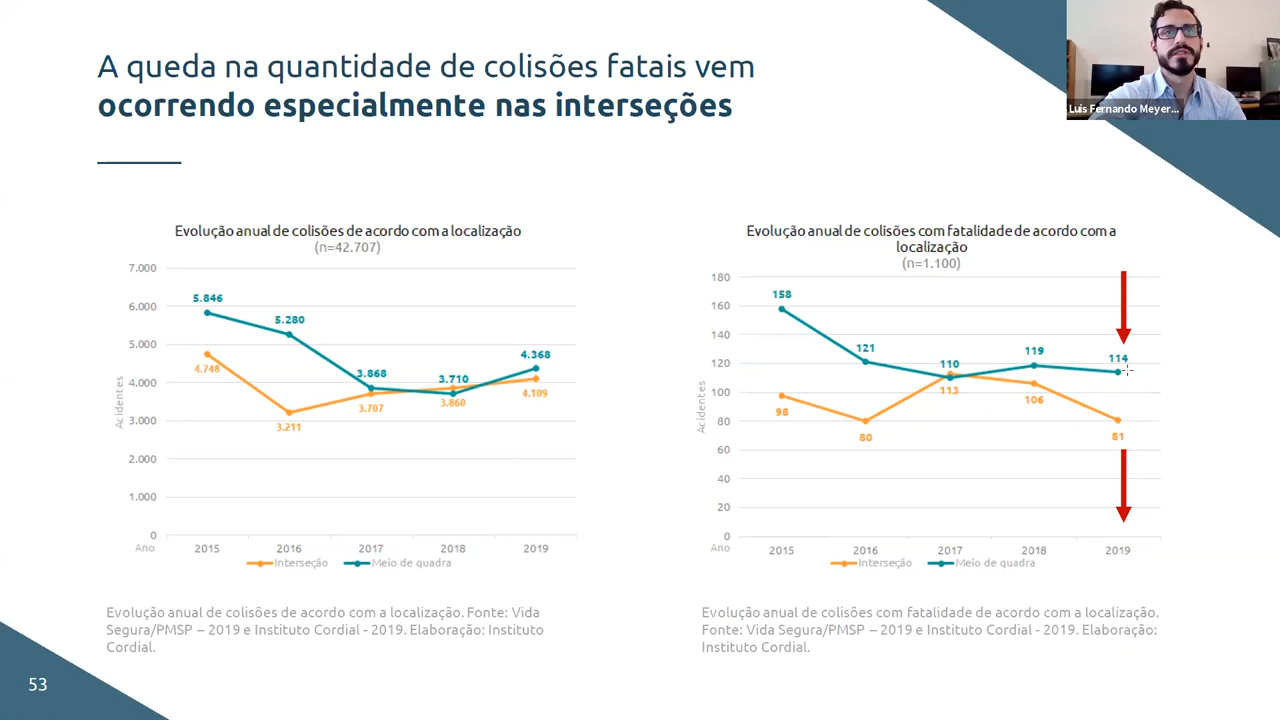 A queda na quantidade de colisões fatais vem
ocorrendo especialmente nas interseções
Luis Fernando Meyer...
Evolução anual de colisões de acordo com a localização
(n=42.707)
7.000
6.000
5.000
4.000
3.000
2.000
1.000
0
Acidentes
5.846
5.280
3.868
3.710
4.368
4.748
3.211
3.707
3.860
4.109
Ano
2015
2016
2017
2018
2019
Interseção
Meio de quadra
Evolução anual de colisões de acordo com a localização. Fonte: Vida
Segura/PMSP – 2019 e Instituto Cordial - 2019. Elaboração: Instituto
Cordial.
Evolução anual de colisões com fatalidade de acordo com a
localização
(n=1.100)
180
160
140
120
100
80
60
40
20
0
Acidentes
158
121
110
119
114
98
80
113
106
81
Ano
2015
2016
2017
2018
2019
Interseção
Meio de quadra
Evolução anual de colisões com fatalidade de acordo com a localização.
Fonte: Vida Segura/PMSP – 2019 e Instituto Cordial - 2019. Elaboração:
Instituto Cordial.
53